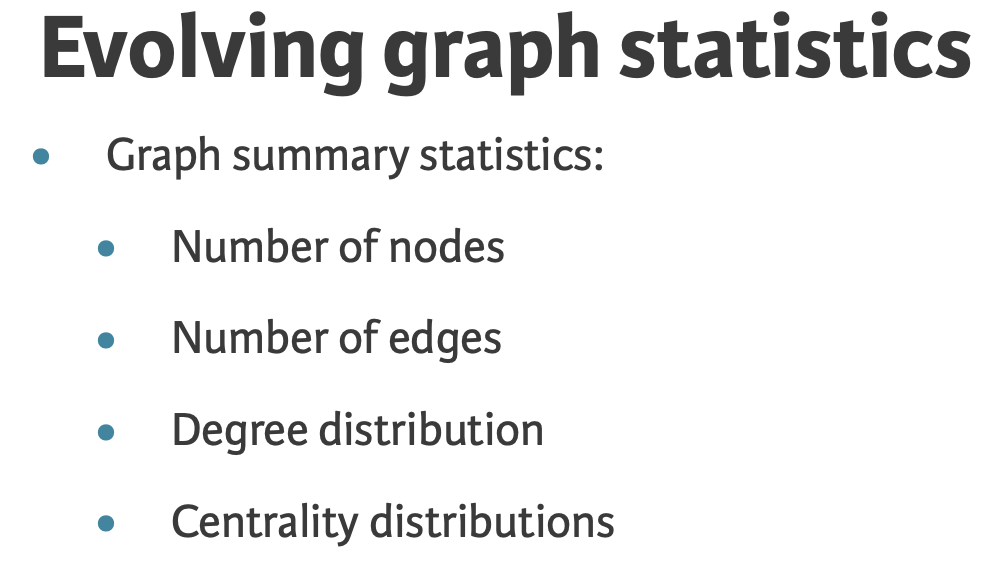 Evolving graph statistics
Graph summary statistics:
Number of nodes
Number of edges
Degree distribution
Centrality distributions